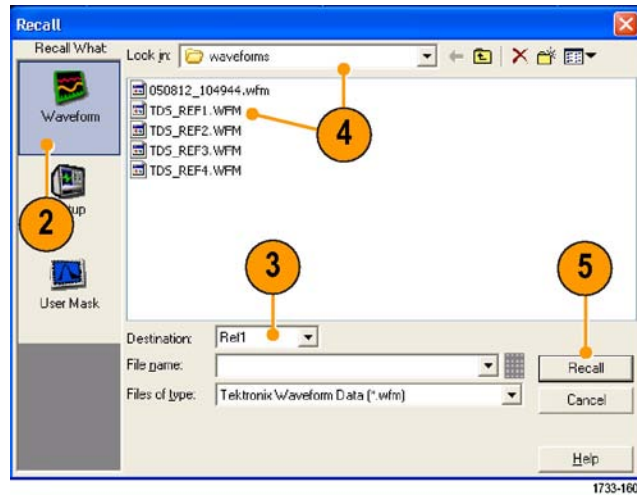 Recall
Recall What:
Look in: waveforms
Waveform
050812_104944.wfm
TDS_REF1.WFM
TDS_REF2.WFM
TDS_REF3.WFM
TDS_REF4.WFM
4
2
up
3
5
User Mask
Destination: Ref1
File name:
Recall
Files of type: Tektronix Waveform Data (*.wfm)
Cancel
Help
1733-160